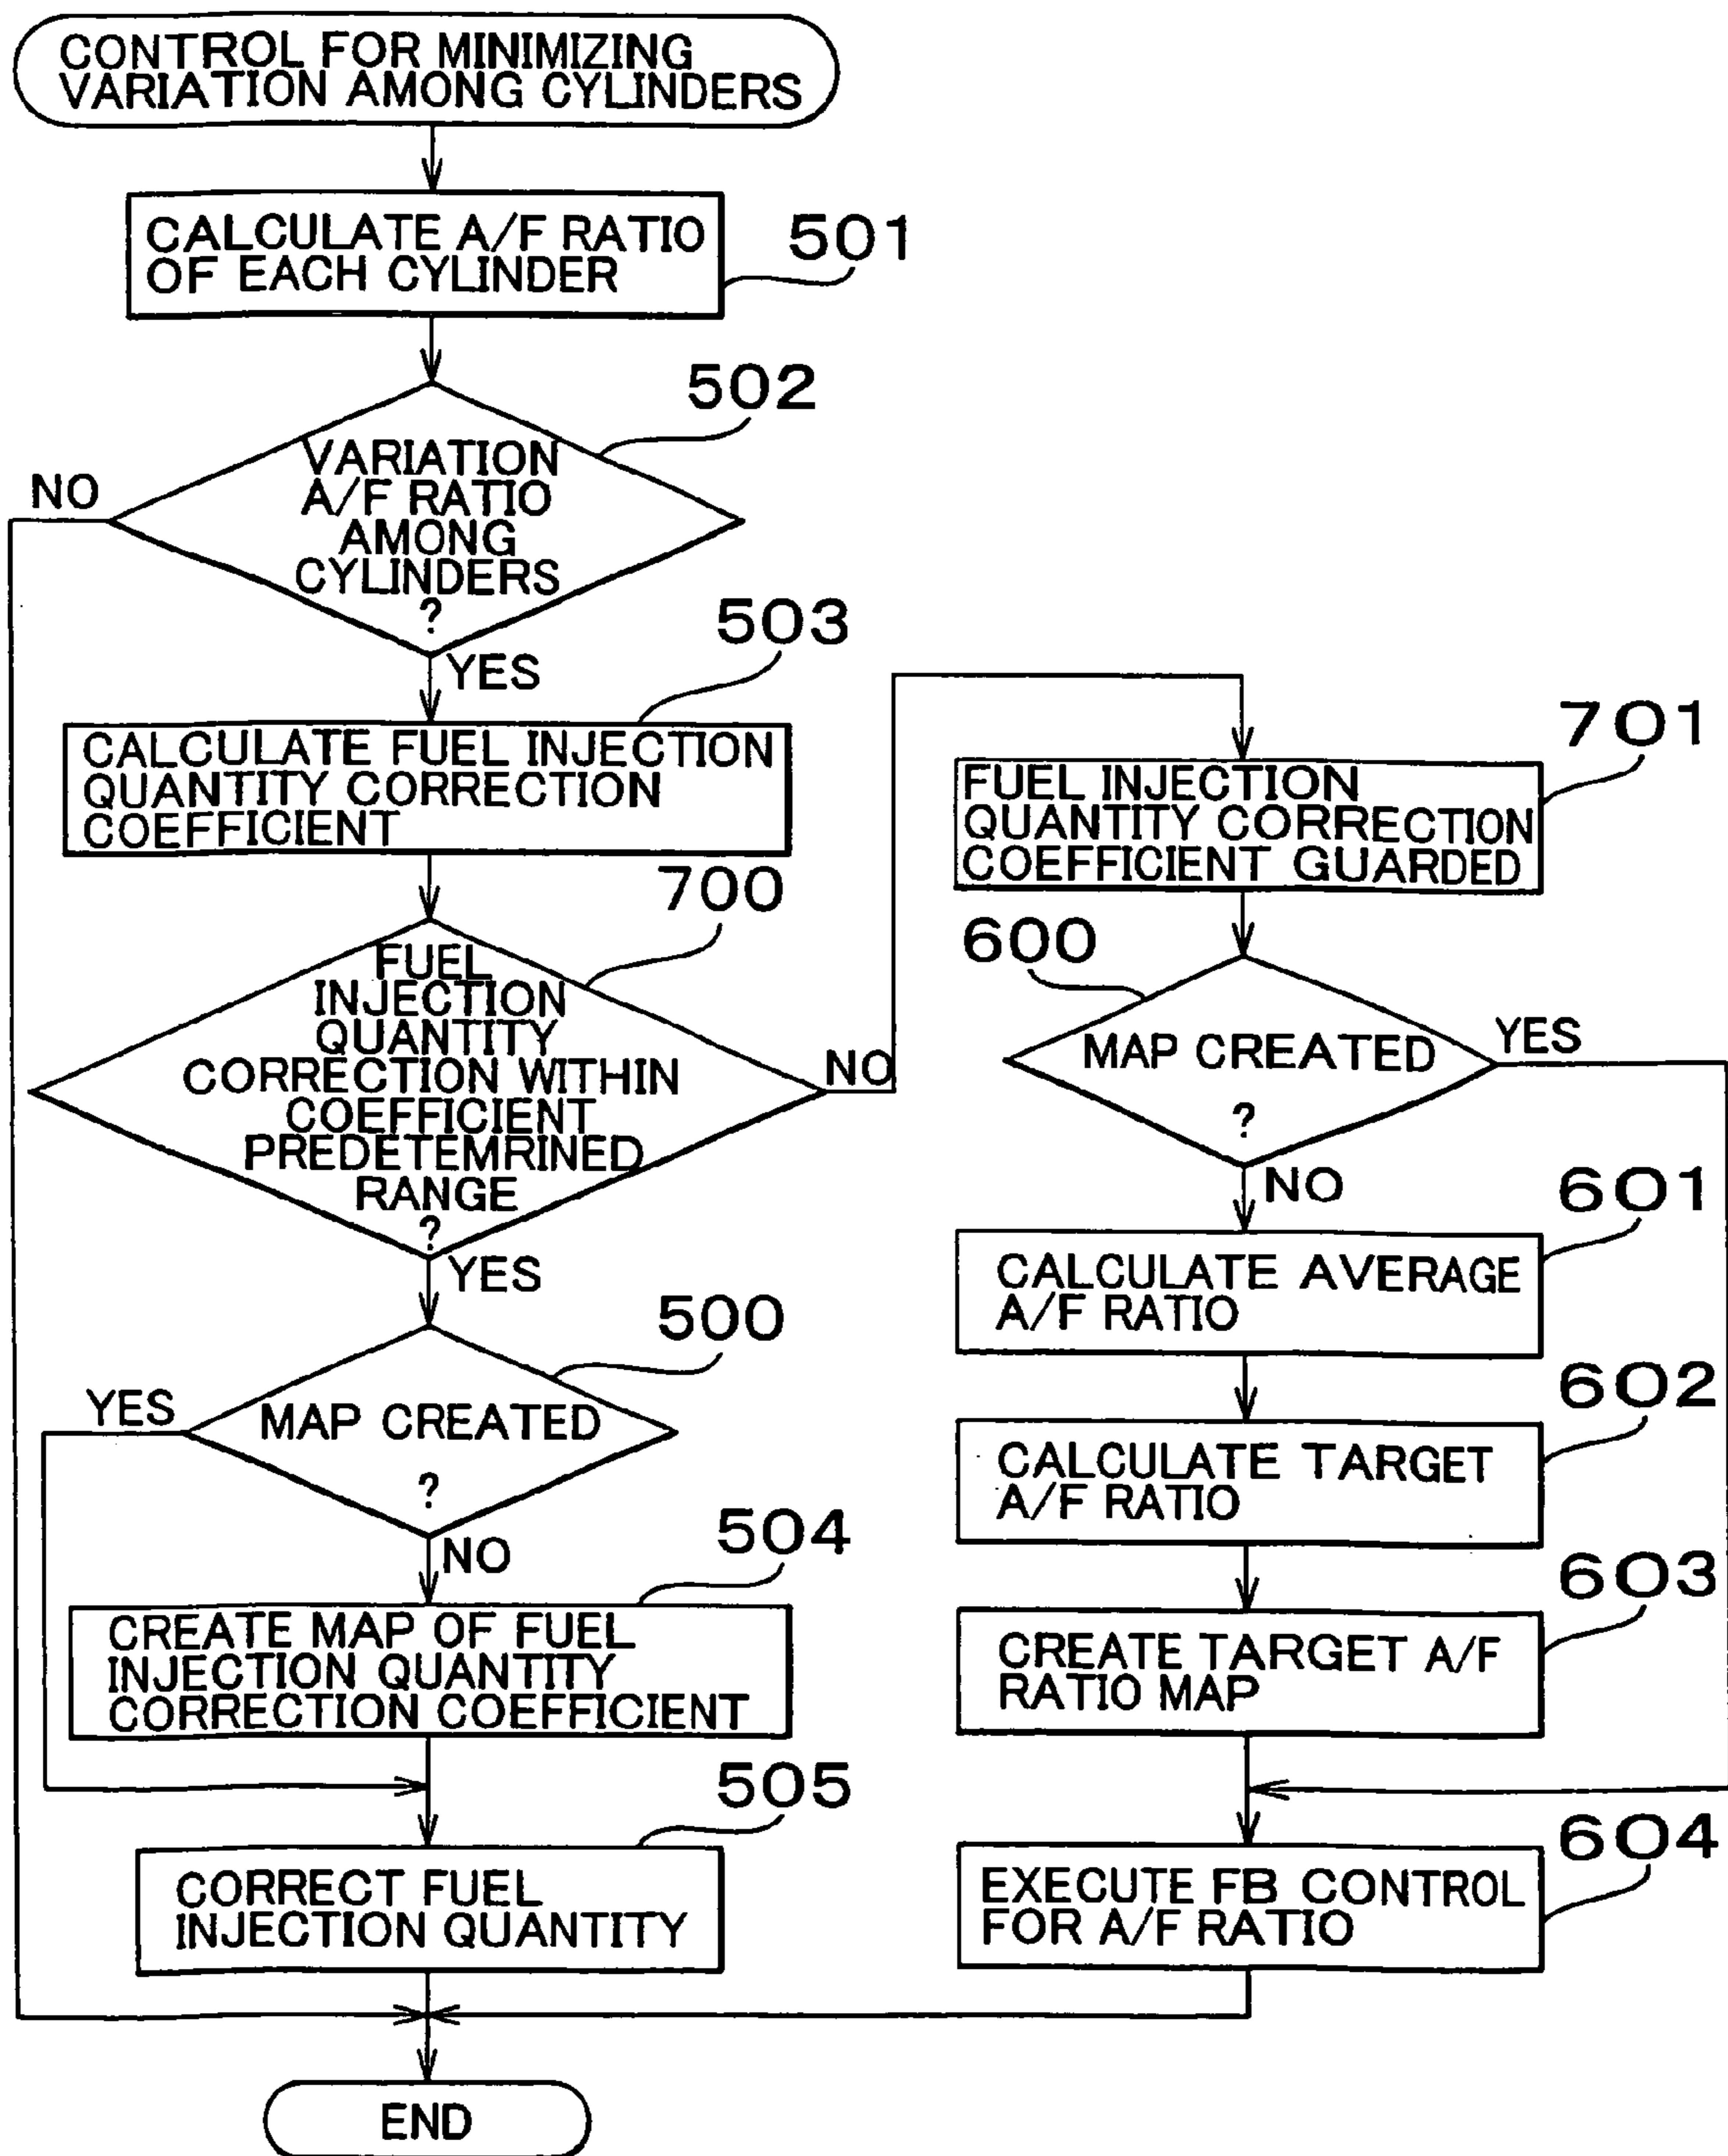 CONTROL FOR MINIMIZING
VARIATION AMONG CYLINDERS
CALCULATE A/F RATIO
OF EACH CYLINDER
501
502
VARIATION
A/F RATIO
AMONG
CYLINDERS
?
NO
YES
503
CALCULATE FUEL INJECTION
QUANTITY CORRECTION
COEFFICIENT
700
FUEL
INJECTION
QUANTITY
CORRECTION WITHIN
COEFFICIENT
PREDETEMRINED
RANGE
?
NO
YES
500
MAP CREATED
?
YES
NO
504
CREATE MAP OF FUEL
INJECTION QUANTITY
CORRECTION COEFFICIENT
505
CORRECT FUEL
INJECTION QUANTITY
701
FUEL INJECTION
QUANTITY CORRECTION
COEFFICIENT GUARDED
600
MAP CREATED
?
YES
NO
601
CALCULATE AVERAGE
A/F RATIO
602
CALCULATE TARGET
A/F RATIO
603
CREATE TARGET A/F
RATIO MAP
604
EXECUTE FB CONTROL
FOR A/F RATIO
END